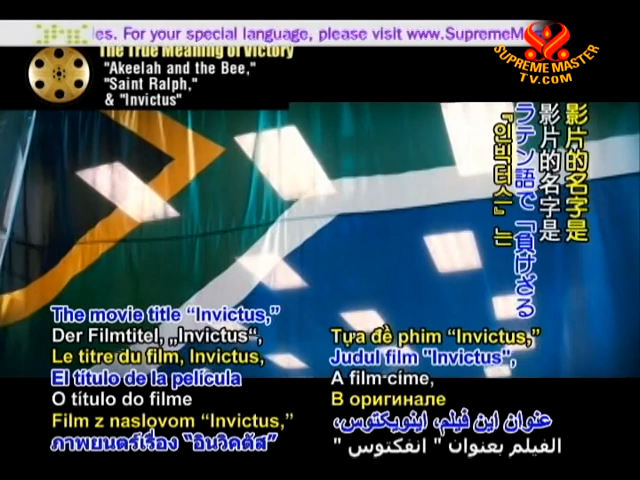 les. For your special language, please visit www.SupremeM
SUPREME MASTER
TV.COM
The True Meaning of Victory
"Akeelah and the Bee,"
"Saint Ralph,"
& "Invictus"
影片的名字是
影片的名字是
ラテン語で「負けざる
『인빅터스』는
The movie title “Invictus,”
Der Filmtitel, „Invictus“,
Le titre du film, Invictus,
El título de la película
O título do filme
Film z naslovom “Invictus,”
ภาพยนตร์เรื่อง “อินวิคตัส”
Tựa đề phim “Invictus,”
Judul film "Invictus",
A film-címe,
В оригинале
عنوان این فیلم، اینویکتوس،
الفيلم بعنوان " انفكتوس "